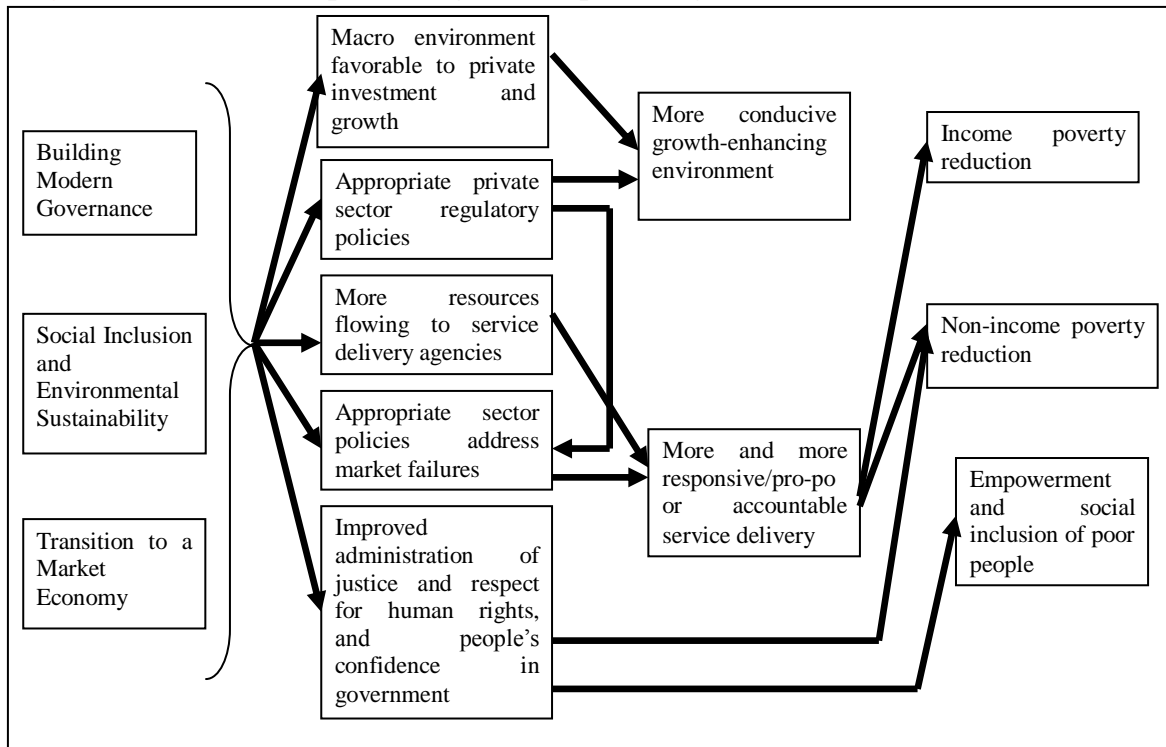 Building
Modern
Governance
Social Inclusion
and
Environmental
Sustainability
Transition to a
Market
Economy
Macro environment
favorable to private
investment and
growth
Appropriate private
sector regulatory
policies
More resources
flowing to service
delivery agencies
Appropriate sector
policies address
market failures
Improved
administration of
justice and respect
for human rights,
and people’s
confidence in
government
More conducive
growth-enhancing
environment
More and more
responsive/pro-po
or accountable
service delivery
Income poverty
reduction
Non-income poverty
reduction
Empowerment
and social
inclusion of poor
people